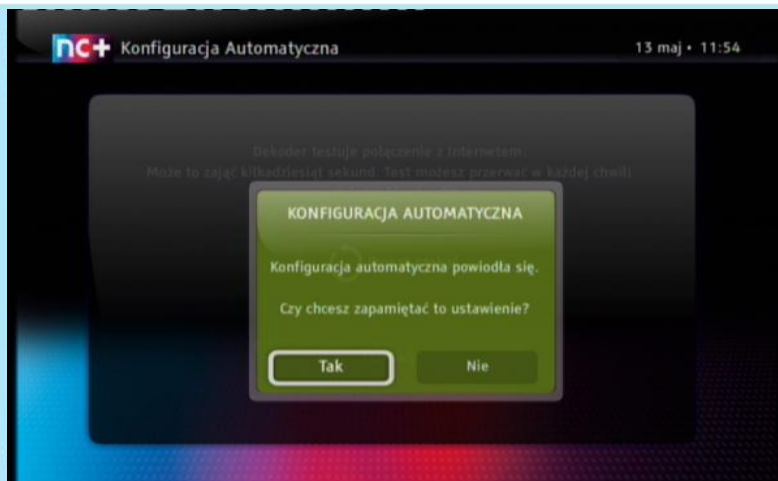 nc+ Konfiguracja Automatyczna 13 maj • 11:54
Dekoder testuje połączenie z Internetem.
Może to zająć kilkadziesiąt sekund. Test możesz przerwać w każdej chwili
KONFIGURACJA AUTOMATYCZNA
Konfiguracja automatyczna powiodła się.
Czy chcesz zapamiętać to ustawienie?
Tak Nie